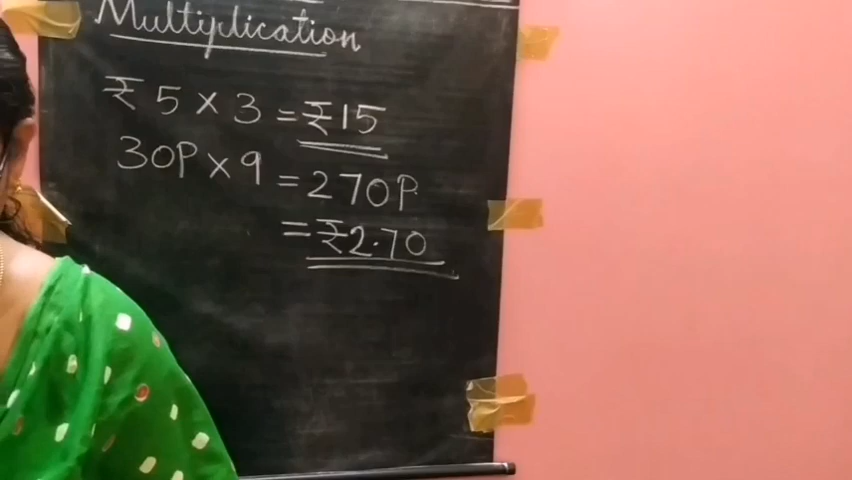 Multiplication
₹ 5 × 3 = ₹15
30P × 9 = 270P
= ₹2.70